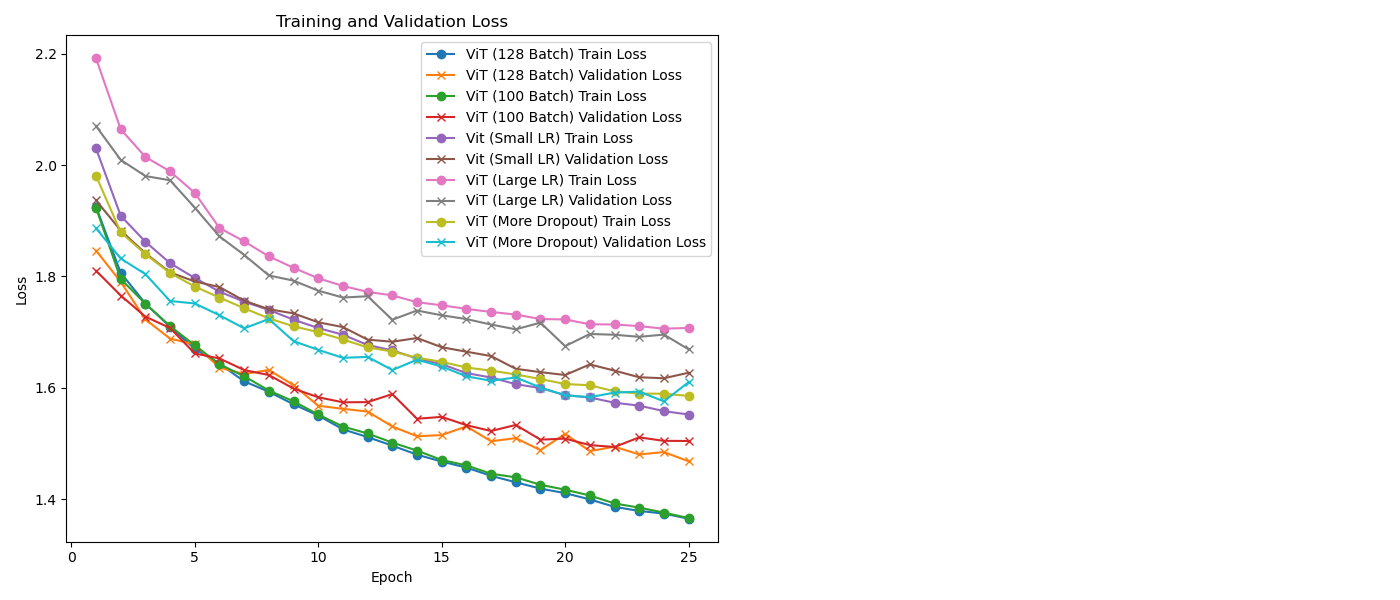 Training and Validation Loss
2.2
2.0
1.8
1.6
1.4
Loss
ViT (128 Batch) Train Loss
ViT (128 Batch) Validation Loss
ViT (100 Batch) Train Loss
ViT (100 Batch) Validation Loss
Vit (Small LR) Train Loss
Vit (Small LR) Validation Loss
ViT (Large LR) Train Loss
ViT (Large LR) Validation Loss
ViT (More Dropout) Train Loss
ViT (More Dropout) Validation Loss
0 5 10 15 20 25
Epoch